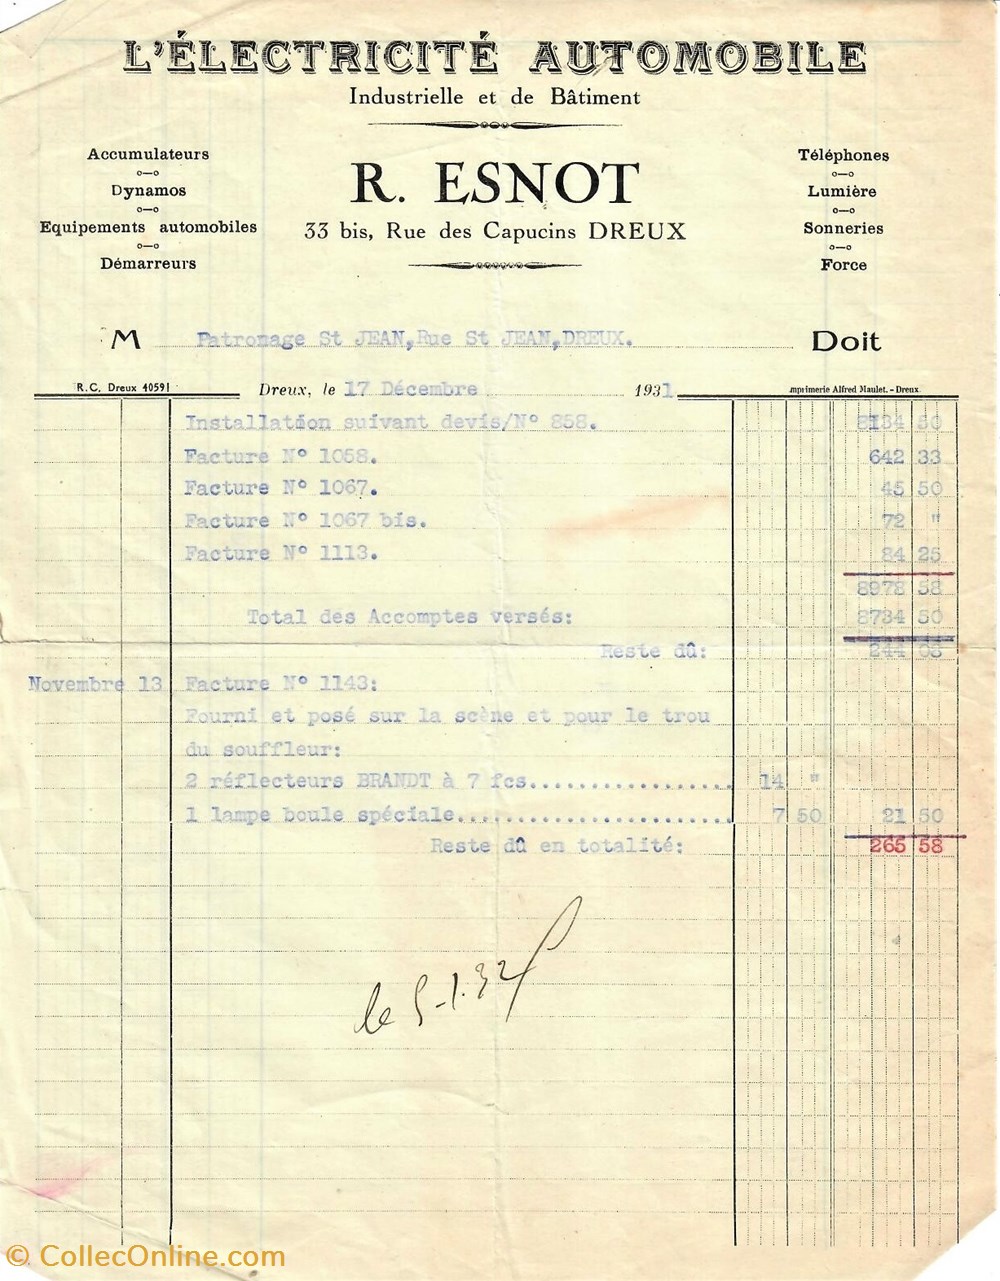 L'ÉLECTRICITÉ AUTOMOBILE
Industrielle et de Bâtiment
R. ESNOT
33 bis, Rue des Capucins DREUX
Accumulateurs
Dynamos
Equipements automobiles
Démarreurs
Téléphones
Lumière
Sonneries
Force
M Patronage St JEAN,Rue St JEAN,DREUX. Doit
R.C. Dreux 4059
Dreux, le 17 Décembre 1931
Imprimerie Alfred Maulet. - Dreux
Installation suivant devis/N° 858. 8134 50
Facture N° 1058. 642 33
Facture N° 1067. 45 50
Facture N° 1067 bis. 72 "
Facture N° 1113. 84 25
8978 58
Total des Accomptes versés: 8734 50
Reste dû: 244 08
Novembre 13 Facture N° 1143:
Fourni et posé sur la scène et pour le trou
du souffleur:
2 réflecteurs BRANDT à 7 fcs.................. 14 "
1 lampe boule spéciale........................ 7 50 21 50
Reste dû en totalité: 265 58
le 5-1.32
© CollecOnline.com